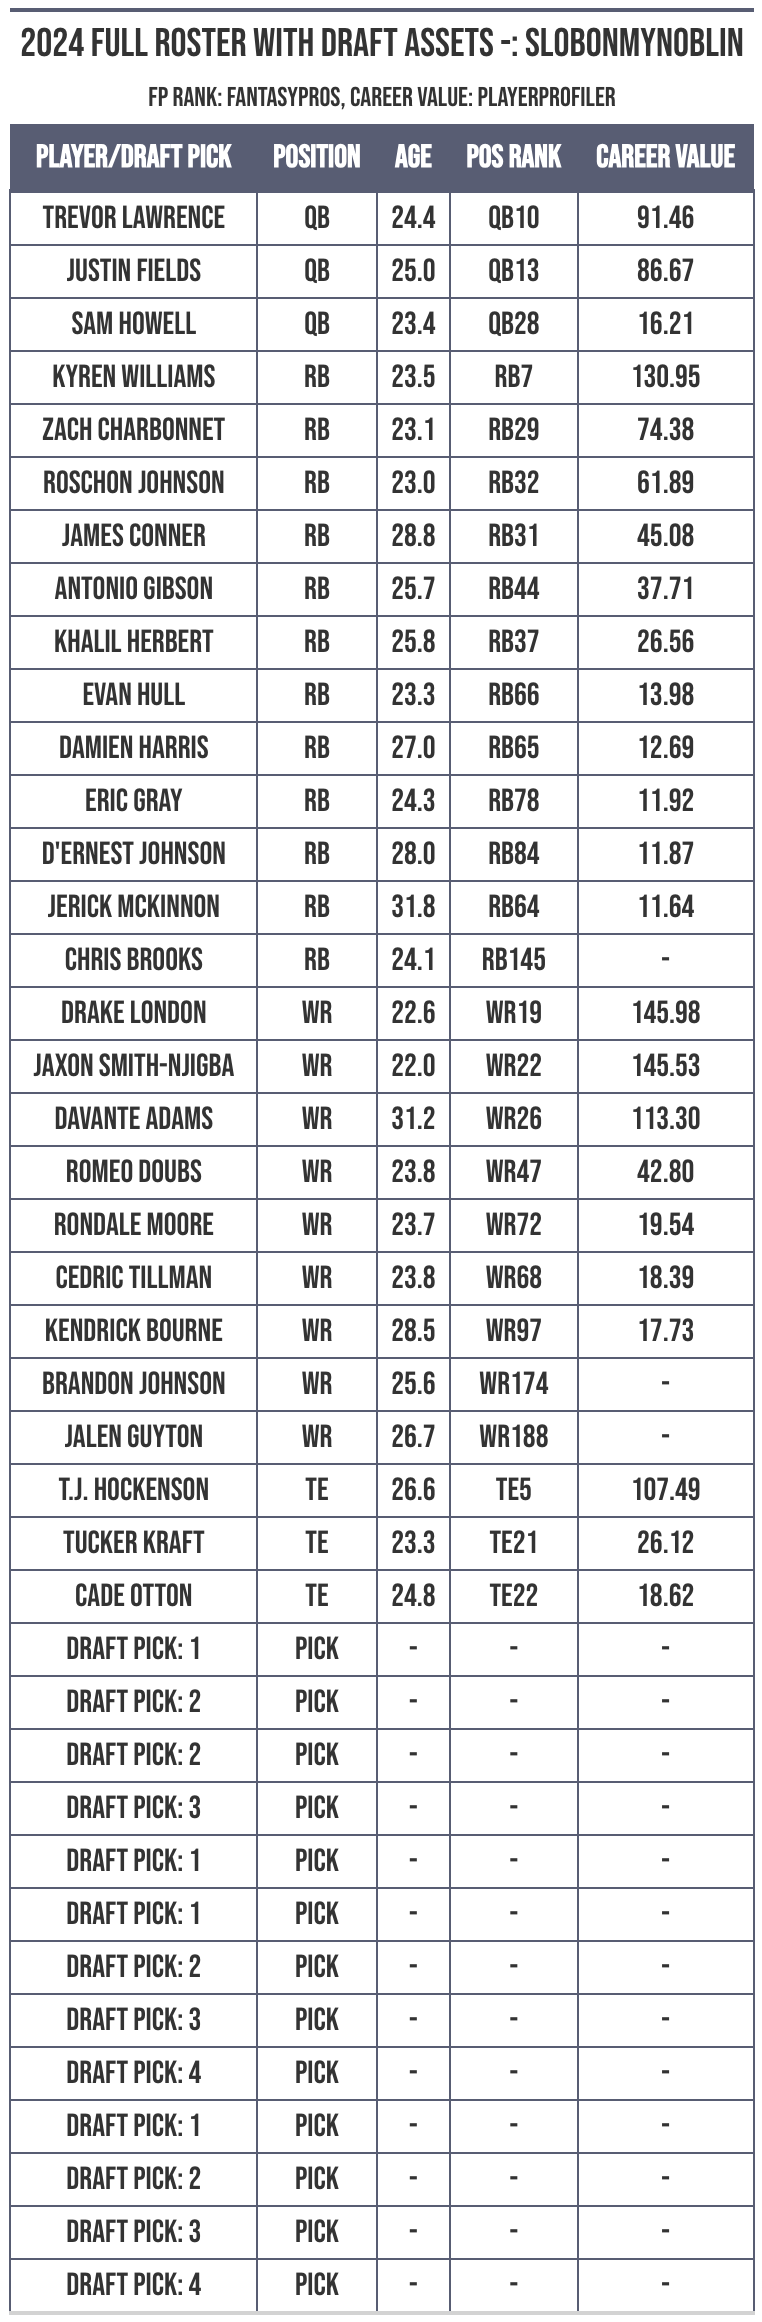 2024 FULL ROSTER WITH DRAFT ASSETS -: SLOBONMYNOBLIN
FP RANK: FANTASYPROS, CAREER VALUE: PLAYERPROFILER
PLAYER/DRAFT PICK POSITION AGE POS RANK CAREER VALUE
TREVOR LAWRENCE QB 24.4 QB10 91.46
JUSTIN FIELDS QB 25.0 QB13 86.67
SAM HOWELL QB 23.4 QB28 16.21
KYREN WILLIAMS RB 23.5 RB7 130.95
ZACH CHARBONNET RB 23.1 RB29 74.38
ROSCHON JOHNSON RB 23.0 RB32 61.89
JAMES CONNER RB 28.8 RB31 45.08
ANTONIO GIBSON RB 25.7 RB44 37.71
KHALIL HERBERT RB 25.8 RB37 26.56
EVAN HULL RB 23.3 RB66 13.98
DAMIEN HARRIS RB 27.0 RB65 12.69
ERIC GRAY RB 24.3 RB78 11.92
D'ERNEST JOHNSON RB 28.0 RB84 11.87
JERICK MCKINNON RB 31.8 RB64 11.64
CHRIS BROOKS RB 24.1 RB145 -
DRAKE LONDON WR 22.6 WR19 145.98
JAXON SMITH-NJIGBA WR 22.0 WR22 145.53
DAVANTE ADAMS WR 31.2 WR26 113.30
ROMEO DOUBS WR 23.8 WR47 42.80
RONDALE MOORE WR 23.7 WR72 19.54
CEDRIC TILLMAN WR 23.8 WR68 18.39
KENDRICK BOURNE WR 28.5 WR97 17.73
BRANDON JOHNSON WR 25.6 WR174 -
JALEN GUYTON WR 26.7 WR188 -
T.J. HOCKENSON TE 26.6 TE5 107.49
TUCKER KRAFT TE 23.3 TE21 26.12
CADE OTTON TE 24.8 TE22 18.62
DRAFT PICK: 1 PICK - - -
DRAFT PICK: 2 PICK - - -
DRAFT PICK: 2 PICK - - -
DRAFT PICK: 3 PICK - - -
DRAFT PICK: 1 PICK - - -
DRAFT PICK: 1 PICK - - -
DRAFT PICK: 2 PICK - - -
DRAFT PICK: 3 PICK - - -
DRAFT PICK: 4 PICK - - -
DRAFT PICK: 1 PICK - - -
DRAFT PICK: 2 PICK - - -
DRAFT PICK: 3 PICK - - -
DRAFT PICK: 4 PICK - - -